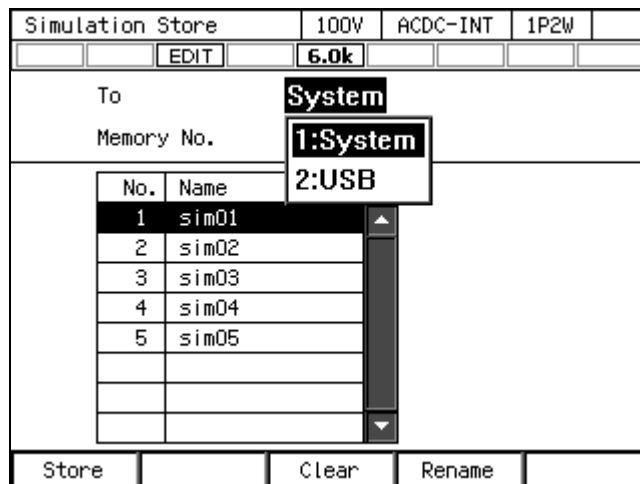 Simulation Store 100V ACDC-INT 1P2W
EDIT 6.0k
To System
Memory No. 1:System
2:USB
No. Name
1 sim01
2 sim02
3 sim03
4 sim04
5 sim05
Store Clear Rename